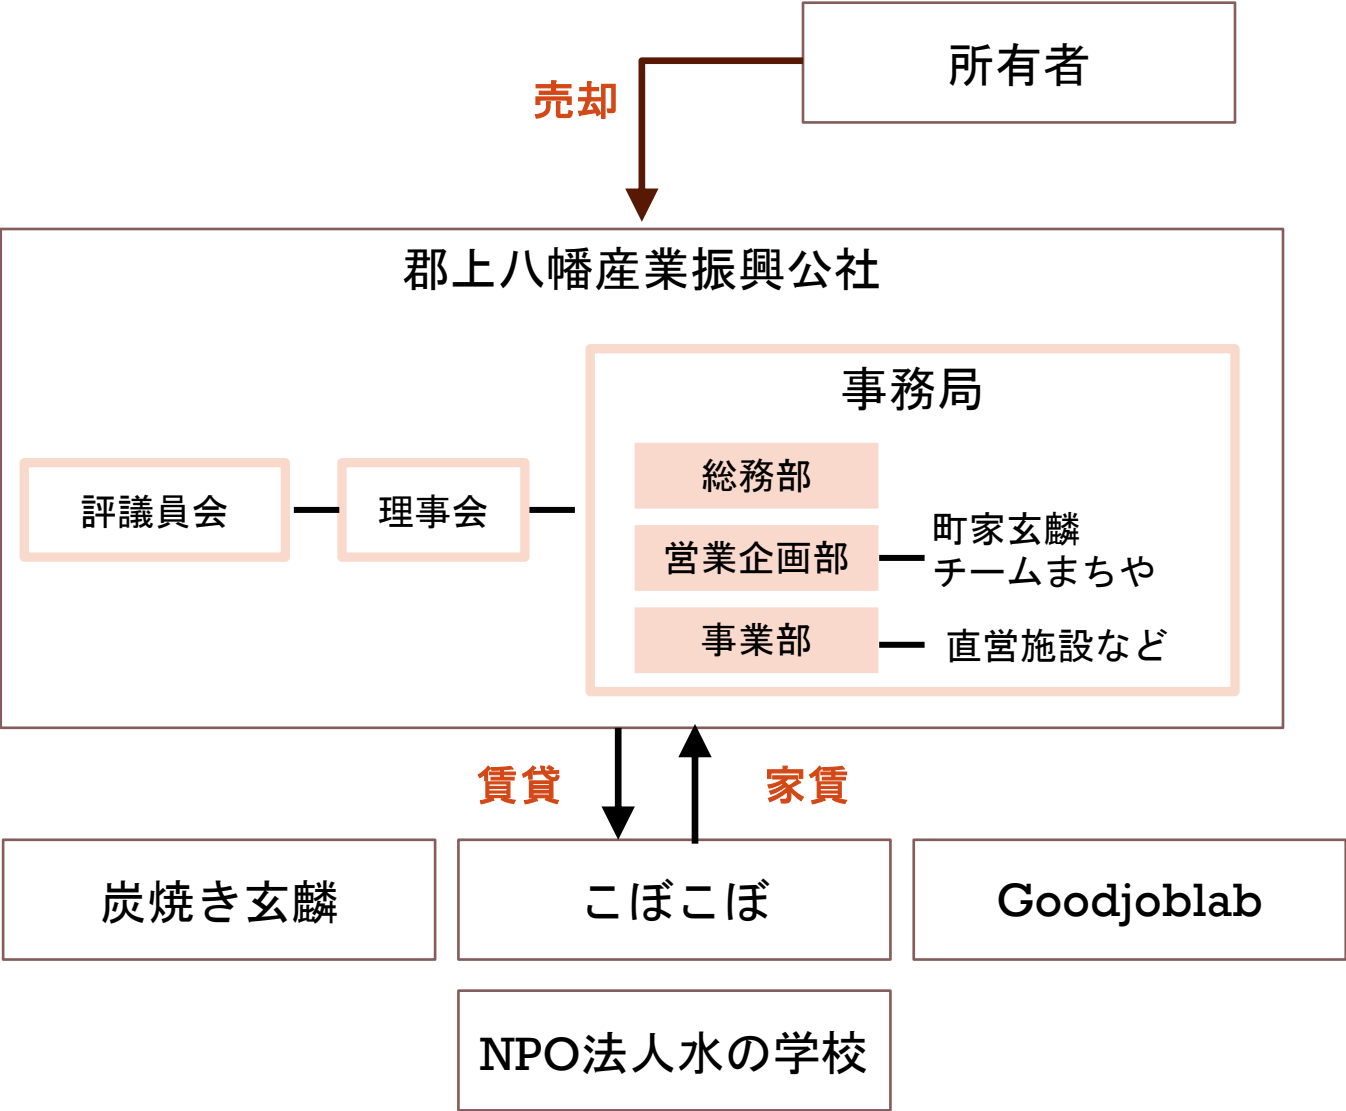 所有者
売却
郡上八幡産業振興公社
事務局
評議員会
理事会
総務部
営業企画部
町家玄麟
チームまちや
事業部
直営施設など
賃貸
家賃
炭焼き玄麟
こぼこぼ
Goodjoblab
NPO法人水の学校